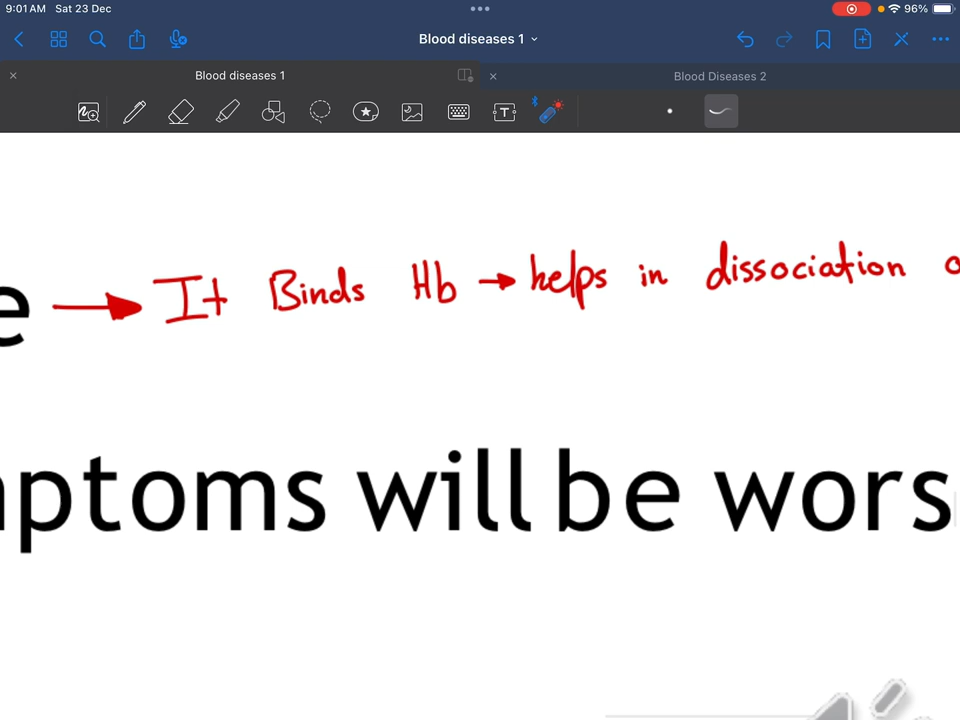 9:01 AM Sat 23 Dec 96%
Blood diseases 1
Blood diseases 1
Blood Diseases 2
T
e → It Binds Hb → helps in dissociation o
ptoms will be wors